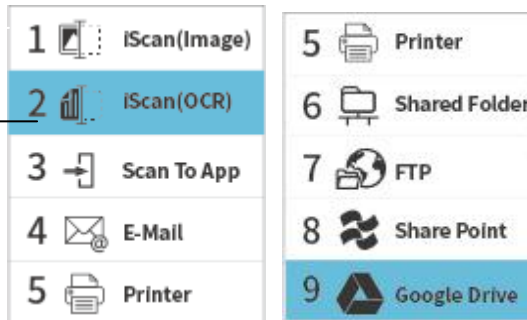 1 iScan(Image)
2 iScan(OCR)
3 Scan To App
4 E-Mail
5 Printer
5 Printer
6 Shared Folder
7 FTP
8 Share Point
9 Google Drive